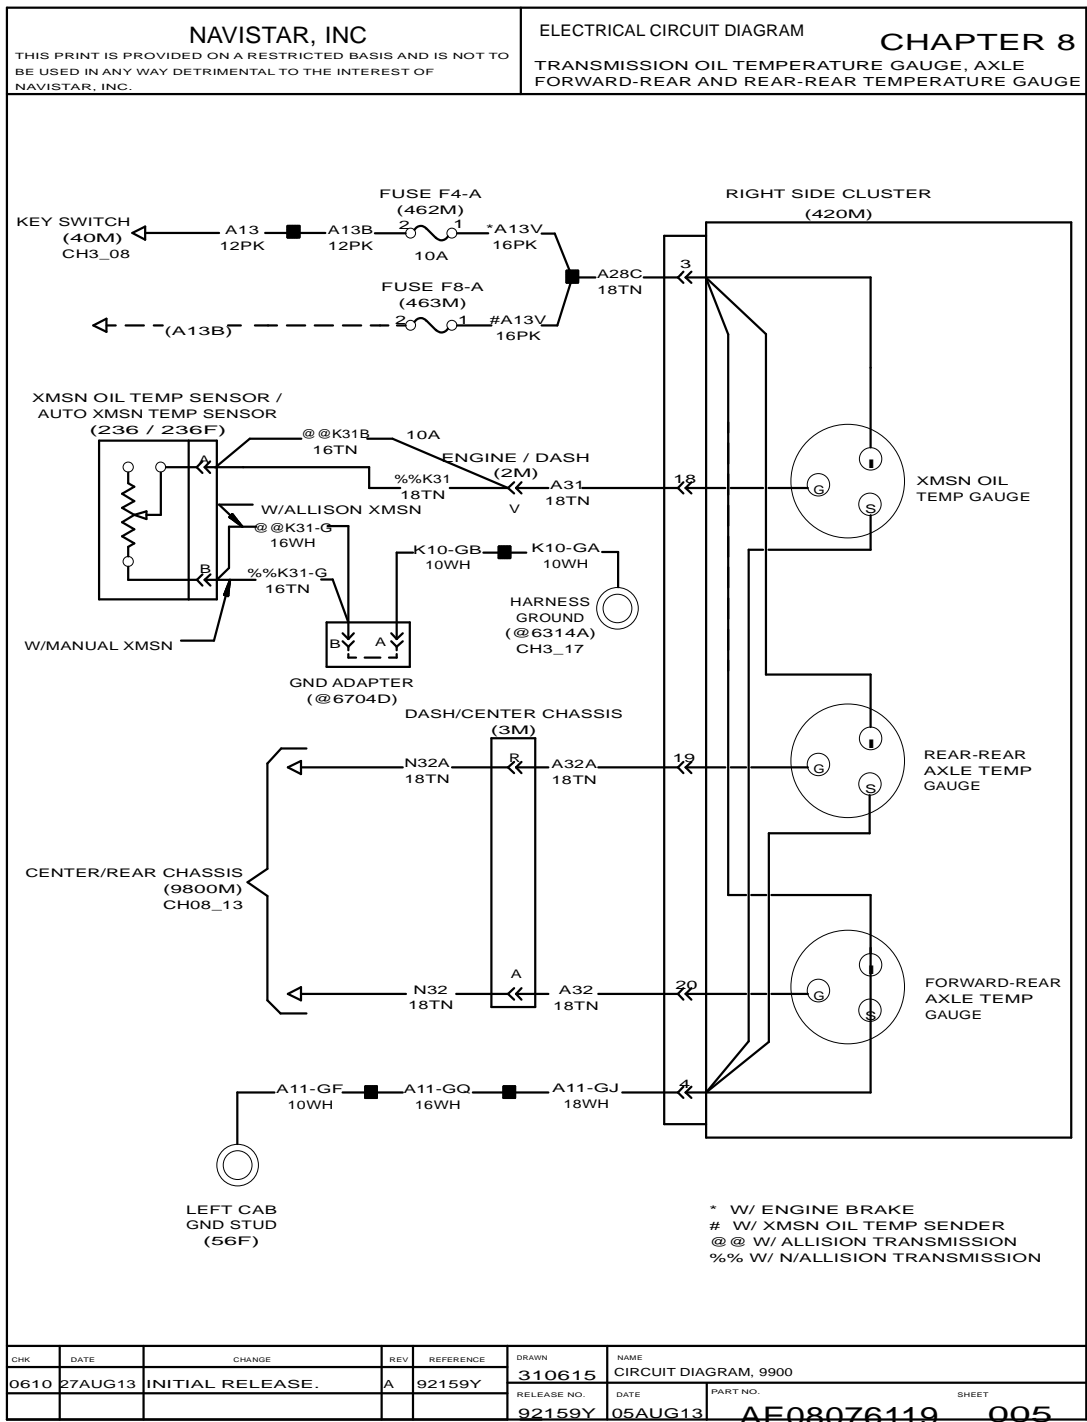 NAVISTAR, INC
THIS PRINT IS PROVIDED ON A RESTRICTED BASIS AND IS NOT TO
BE USED IN ANY WAY DETRIMENTAL TO THE INTEREST OF
NAVISTAR, INC.
ELECTRICAL CIRCUIT DIAGRAM
CHAPTER 8
TRANSMISSION OIL TEMPERATURE GAUGE, AXLE
FORWARD-REAR AND REAR-REAR TEMPERATURE GAUGE
KEY SWITCH
(40M)
CH3_08
A13
12PK
A13B
12PK
FUSE F4-A
(462M)
2 1
10A
*A13V
16PK
RIGHT SIDE CLUSTER
(420M)
A28C
18TN
3
FUSE F8-A
(463M)
(A13B)
2 1
#A13V
16PK
10A
XMSN OIL TEMP SENSOR /
AUTO XMSN TEMP SENSOR
(236 / 236F)
A
@@K31B
16TN
%%K31
18TN
ENGINE / DASH
(2M)
V
A31
18TN
18
G
I
S
XMSN OIL
TEMP GAUGE
W/ALLISON XMSN
@@K31-G
16WH
B
%%K31-G
16TN
W/MANUAL XMSN
K10-GB
10WH
K10-GA
10WH
HARNESS
GROUND
(@6314A)
CH3_17
B A
GND ADAPTER
(@6704D)
DASH/CENTER CHASSIS
(3M)
N32A
18TN
R
A32A
18TN
19
G
I
S
REAR-REAR
AXLE TEMP
GAUGE
CENTER/REAR CHASSIS
(9800M)
CH08_13
N32
18TN
A
A32
18TN
20
G
I
S
FORWARD-REAR
AXLE TEMP
GAUGE
A11-GF
10WH
A11-GQ
16WH
A11-GJ
18WH
4
LEFT CAB
GND STUD
(56F)
* W/ ENGINE BRAKE
# W/ XMSN OIL TEMP SENDER
@@ W/ ALLISION TRANSMISSION
%% W/ N/ALLISION TRANSMISSION
CHK DATE CHANGE REV REFERENCE
0610 27AUG13 INITIAL RELEASE. A 92159Y
DRAWN
310615
NAME
CIRCUIT DIAGRAM, 9900
RELEASE NO.
92159Y
DATE
05AUG13
PART NO.
AF08076119
SHEET
005